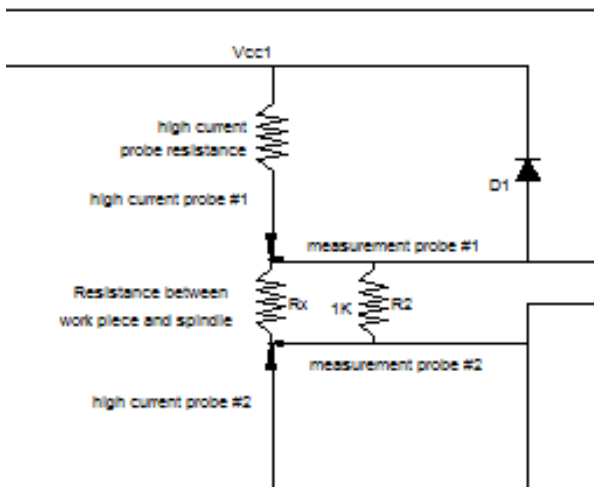 Vcc1
high current
probe resistance
D1
high current probe #1
measurement probe #1
Resistance between
work piece and spindle
Rx
1K
R2
measurement probe #2
high current probe #2